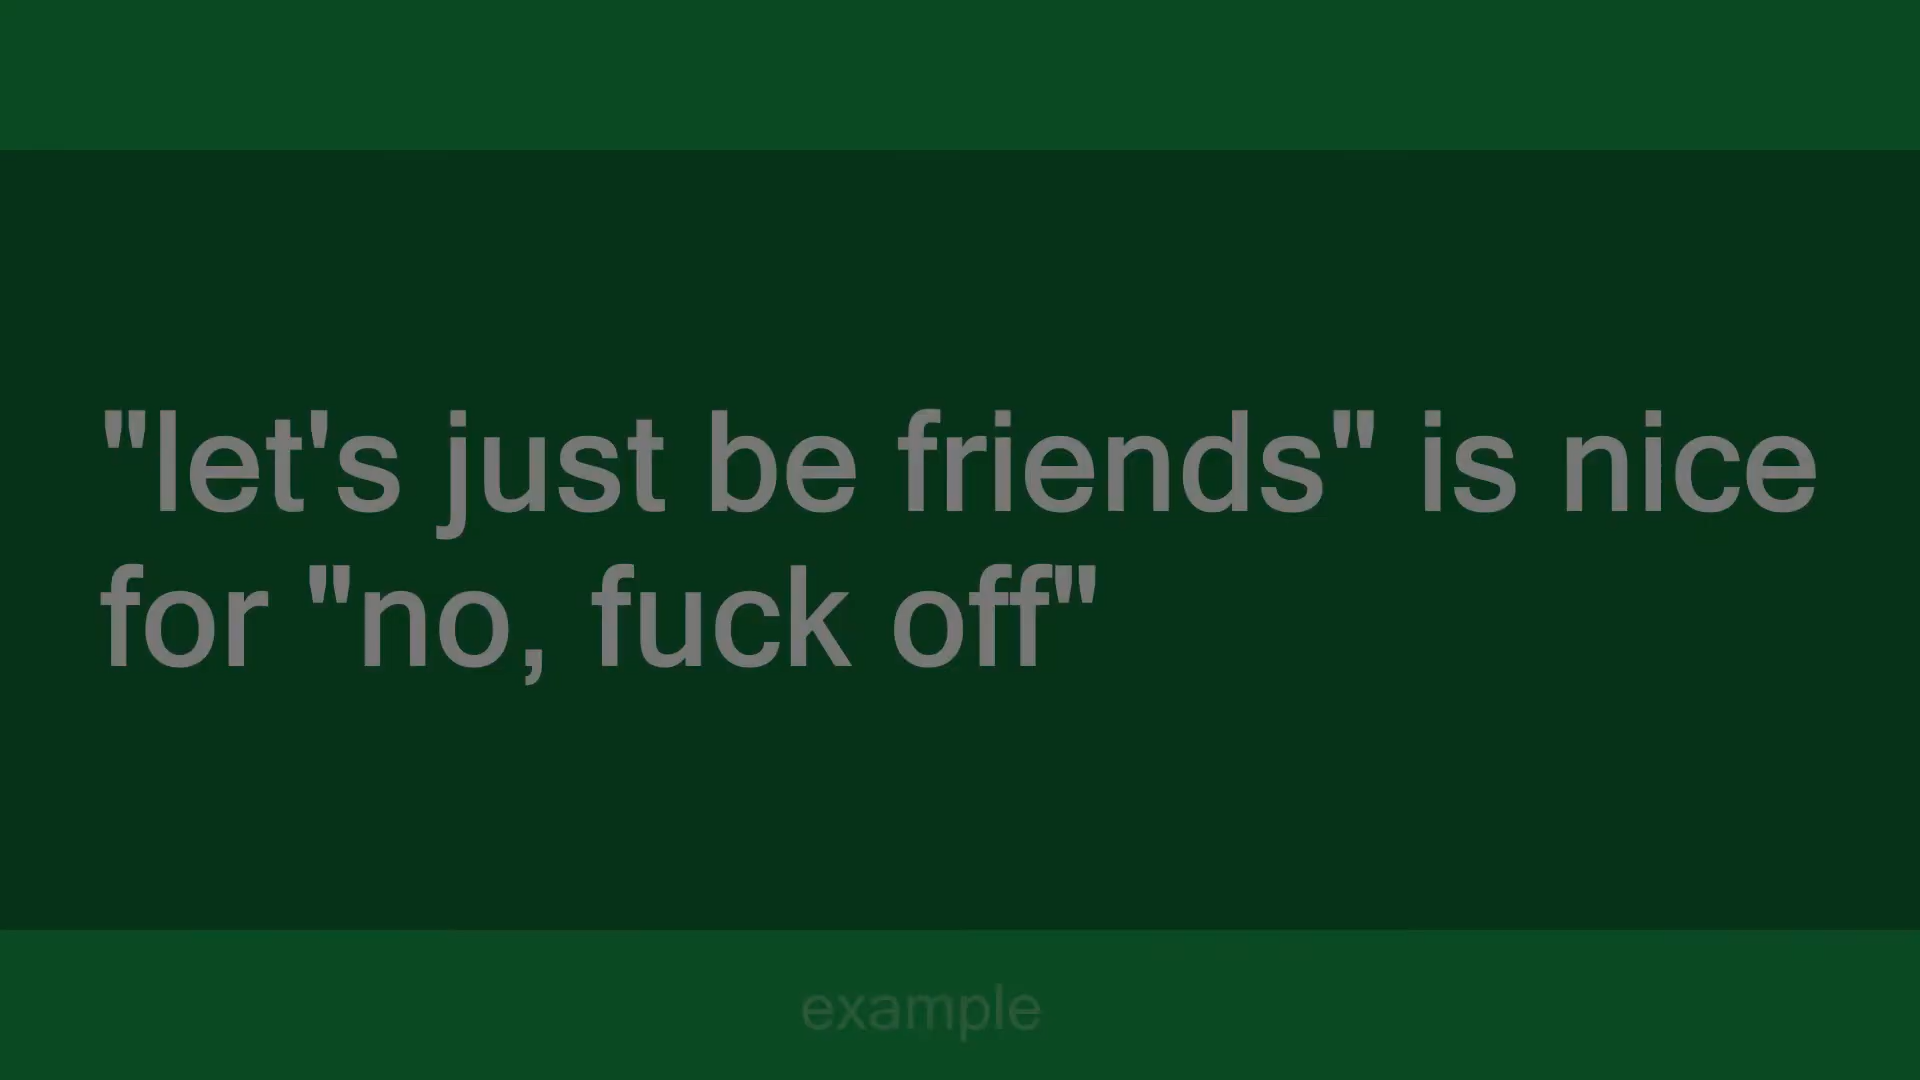 "let's just be friends" is nice
for "no, fuck off"
example